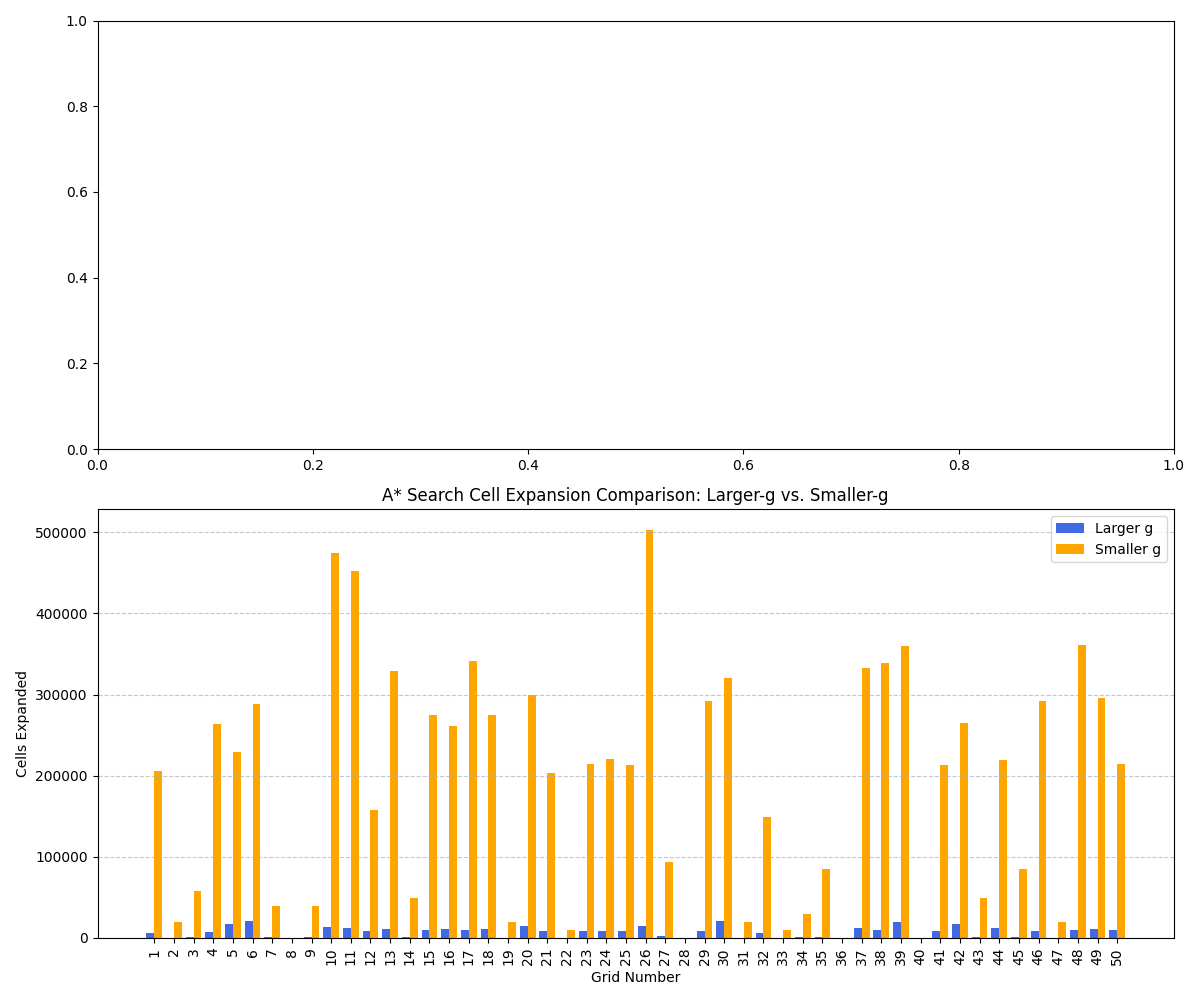 1.0
0.8
0.6
0.4
0.2
0.0
0.0 0.2 0.4 0.6 0.8 1.0
A* Search Cell Expansion Comparison: Larger-g vs. Smaller-g
Larger g
Smaller g
500000
400000
300000
200000
100000
0
Cells Expanded
1 2 3 4 5 6 7 8 9 10 11 12 13 14 15 16 17 18 19 20 21 22 23 24 25 26 27 28 29 30 31 32 33 34 35 36 37 38 39 40 41 42 43 44 45 46 47 48 49 50
Grid Number